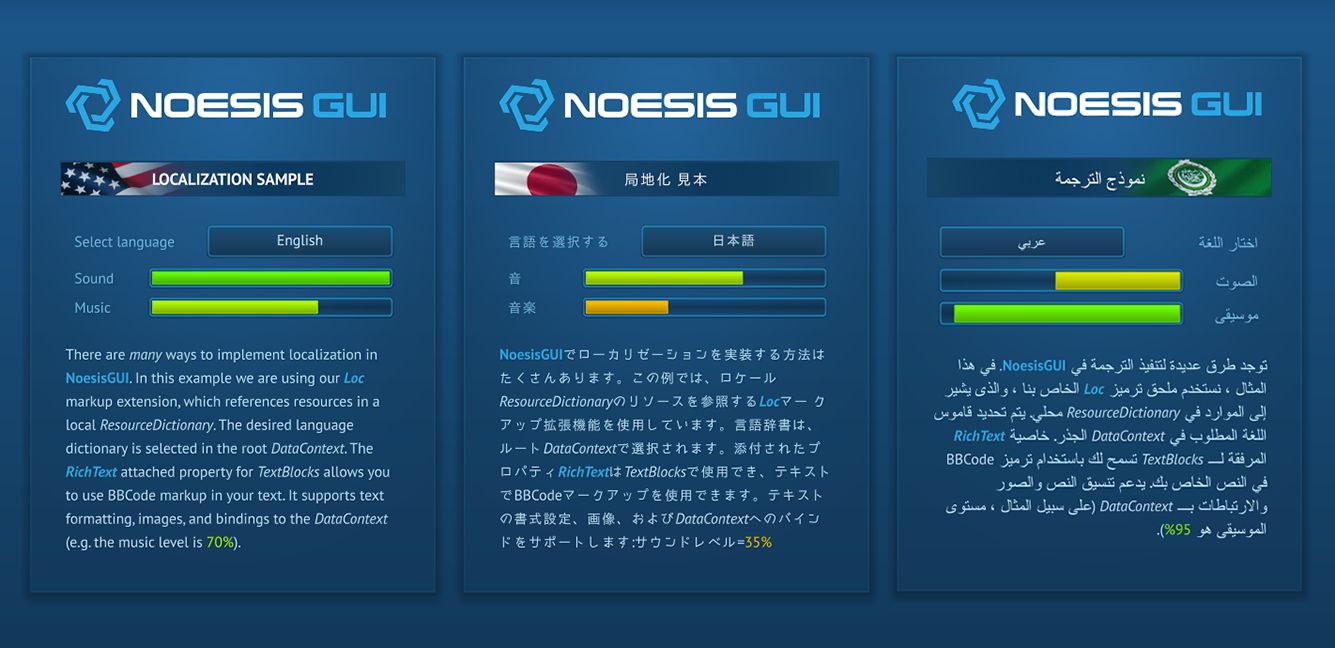 NOESIS GUI
LOCALIZATION SAMPLE
Select language
English
Sound
Music
There are many ways to implement localization in
NoesisGUI. In this example we are using our Loc
markup extension, which references resources in a
local ResourceDictionary. The desired language
dictionary is selected in the root DataContext. The
RichText attached property for TextBlocks allows you
to use BBCode markup in your text. It supports text
formatting, images, and bindings to the DataContext
(e.g. the music level is 70%).
NOESIS GUI
局地化 見本
言語を選択する
日本語
音
音楽
NoesisGUIでローカリゼーションを実装する方法は
たくさんあります。この例では、ロケール
ResourceDictionaryのリソースを参照するLocマーク
アップ拡張機能を使用しています。言語辞書は、
ルートDataContextで選択されます。添付されたプ
ロパティRichTextはTextBlocksで使用でき、テキスト
でBBCodeマークアップを使用できます。テキスト
の書式設定、画像、およびDataContextへのバイン
ドをサポートします:サウンドレベル=35%
NOESIS GUI
نموذج الترجمة
اختار اللغة
عربي
الصوت
موسيقى
توجد طرق عديدة لتنفيذ الترجمة في NoesisGUI. في هذا
المثال ، نستخدم ملحق ترميز Loc الخاص بنا ، والذى يشير
إلى الموارد في ResourceDictionary محلي. يتم تحديد قاموس
اللغة المطلوب في DataContext الجذر. خاصية RichText
المرفقة لــ TextBlocks تسمح لك باستخدام ترميز BBCode
في النص الخاص بك. يدعم تنسيق النص والصور
والارتباطات بــ DataContext (على سبيل المثال ، مستوى
الموسيقى هو 95%).